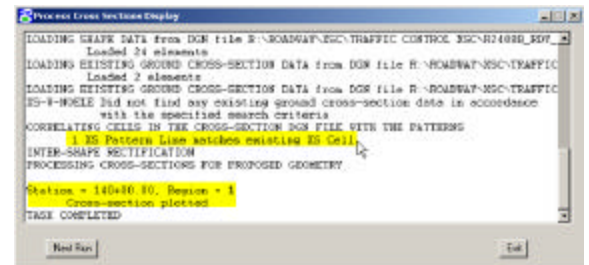 Process Cross Sections Display
LOADING SHAPE DATA from DGN file R:\ROADWAY\XSC\TRAFFIC CONTROL XSC\R2408B_RDY_
Loaded 24 elements
LOADING EXISTING GROUND CROSS-SECTION DATA from DGN file R:\ROADWAY\XSC\TRAFFIC
Loaded 2 elements
LOADING EXISTING GROUND CROSS-SECTION DATA from DGN file R:\ROADWAY\XSC\TRAFFIC
XS-W-NOELE Did not find any existing ground cross-section data in accordance
with the specified search criteria
CORRELATING CELLS IN THE CROSS-SECTION DGN FILE WITH THE PATTERNS
1 XS Pattern Line matches existing XS Cell
INTER-SHAPE RECTIFICATION
PROCESSING CROSS-SECTIONS FOR PROPOSED GEOMETRY
Station = 140+00.00, Region = 1
Cross-section plotted
TASK COMPLETED
Next Run
Exit